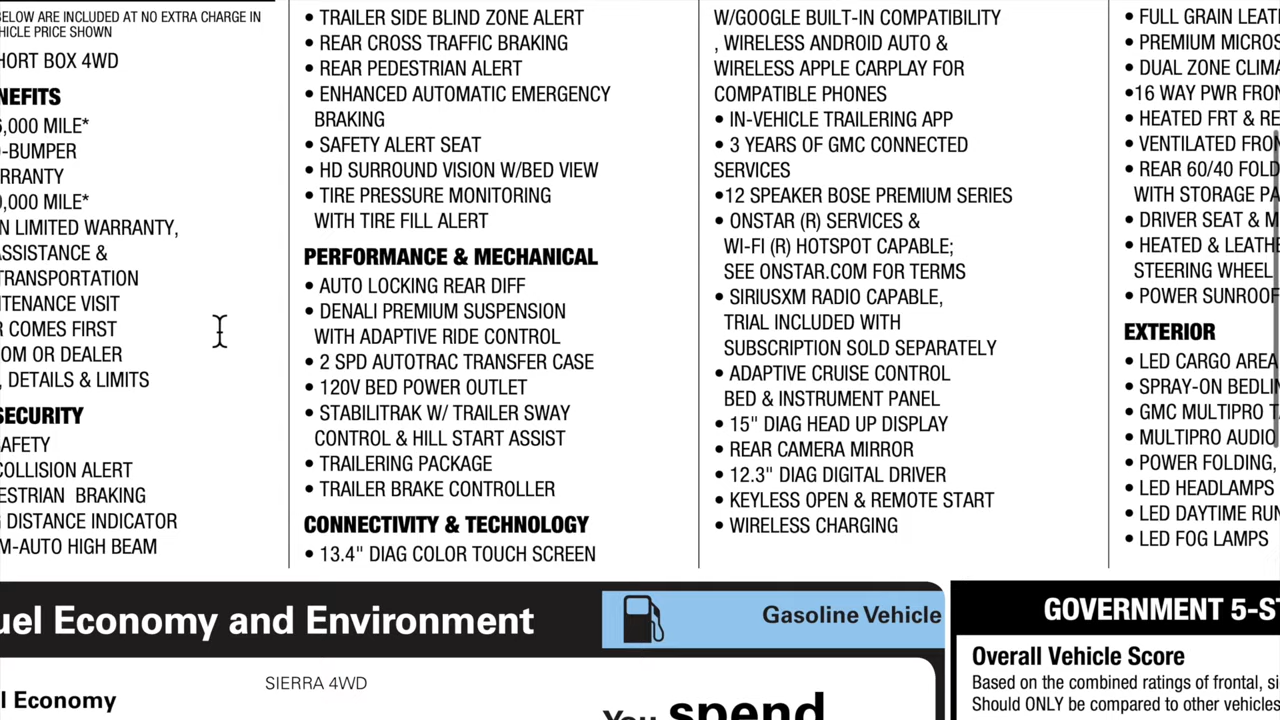 BELOW ARE INCLUDED AT NO EXTRA CHARGE IN
VEHICLE PRICE SHOWN
SHORT BOX 4WD
BENEFITS
6,000 MILE*
-BUMPER
WARRANTY
0,000 MILE*
LIMITED WARRANTY,
ASSISTANCE &
TRANSPORTATION
MAINTENANCE VISIT
COMES FIRST
OR DEALER
, DETAILS & LIMITS
SECURITY
SAFETY
COLLISION ALERT
PEDESTRIAN BRAKING
DISTANCE INDICATOR
-AUTO HIGH BEAM
• TRAILER SIDE BLIND ZONE ALERT
• REAR CROSS TRAFFIC BRAKING
• REAR PEDESTRIAN ALERT
• ENHANCED AUTOMATIC EMERGENCY
BRAKING
• SAFETY ALERT SEAT
• HD SURROUND VISION W/BED VIEW
• TIRE PRESSURE MONITORING
WITH TIRE FILL ALERT
PERFORMANCE & MECHANICAL
• AUTO LOCKING REAR DIFF
• DENALI PREMIUM SUSPENSION
WITH ADAPTIVE RIDE CONTROL
• 2 SPD AUTOTRAC TRANSFER CASE
• 120V BED POWER OUTLET
• STABILITRAK W/ TRAILER SWAY
CONTROL & HILL START ASSIST
• TRAILERING PACKAGE
• TRAILER BRAKE CONTROLLER
CONNECTIVITY & TECHNOLOGY
• 13.4" DIAG COLOR TOUCH SCREEN
W/GOOGLE BUILT-IN COMPATIBILITY
, WIRELESS ANDROID AUTO &
WIRELESS APPLE CARPLAY FOR
COMPATIBLE PHONES
• IN-VEHICLE TRAILERING APP
• 3 YEARS OF GMC CONNECTED
SERVICES
•12 SPEAKER BOSE PREMIUM SERIES
• ONSTAR (R) SERVICES &
WI-FI (R) HOTSPOT CAPABLE;
SEE ONSTAR.COM FOR TERMS
• SIRIUSXM RADIO CAPABLE,
TRIAL INCLUDED WITH
SUBSCRIPTION SOLD SEPARATELY
• ADAPTIVE CRUISE CONTROL
BED & INSTRUMENT PANEL
• 15" DIAG HEAD UP DISPLAY
• REAR CAMERA MIRROR
• 12.3" DIAG DIGITAL DRIVER
• KEYLESS OPEN & REMOTE START
• WIRELESS CHARGING
• FULL GRAIN LEAT
• PREMIUM MICROS
• DUAL ZONE CLIMA
•16 WAY PWR FRON
• HEATED FRT & RE
• VENTILATED FRON
• REAR 60/40 FOLD
WITH STORAGE PA
• DRIVER SEAT & M
• HEATED & LEATHE
STEERING WHEEL
• POWER SUNROOF
EXTERIOR
• LED CARGO AREA
• SPRAY-ON BEDLIN
• GMC MULTIPRO T
• MULTIPRO AUDIO
• POWER FOLDING,
• LED HEADLAMPS
• LED DAYTIME RUN
• LED FOG LAMPS
uel Economy and Environment
Gasoline Vehicle
SIERRA 4WD
l Economy
You spend
GOVERNMENT 5-ST
Overall Vehicle Score
Based on the combined ratings of frontal, si
Should ONLY be compared to other vehicles